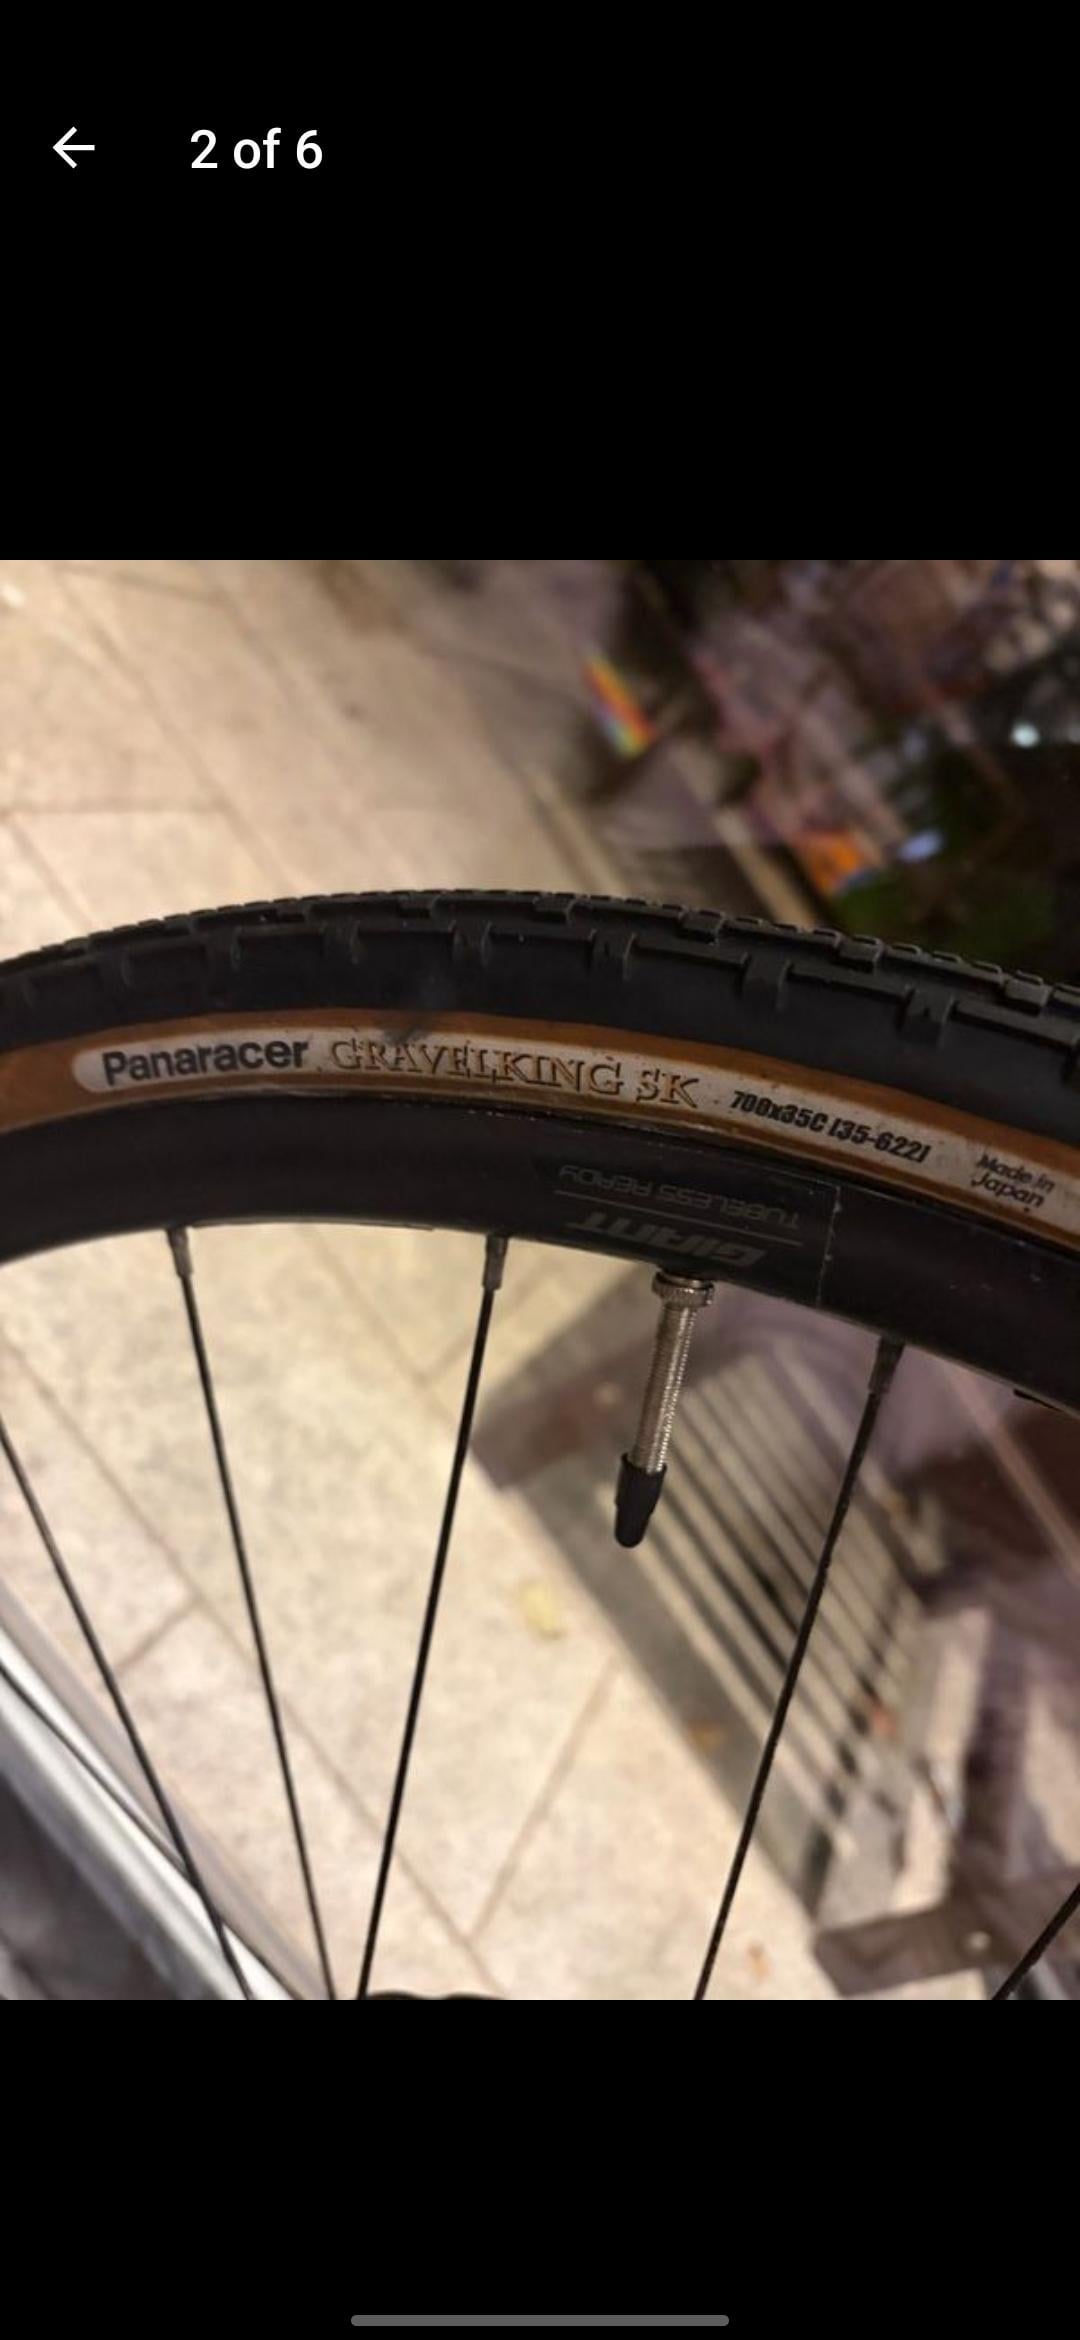 2 of 6
Panaracer GRAVELKING SK 700x35C [35-622] Made in Japan
TUBELESS READY
GIANT